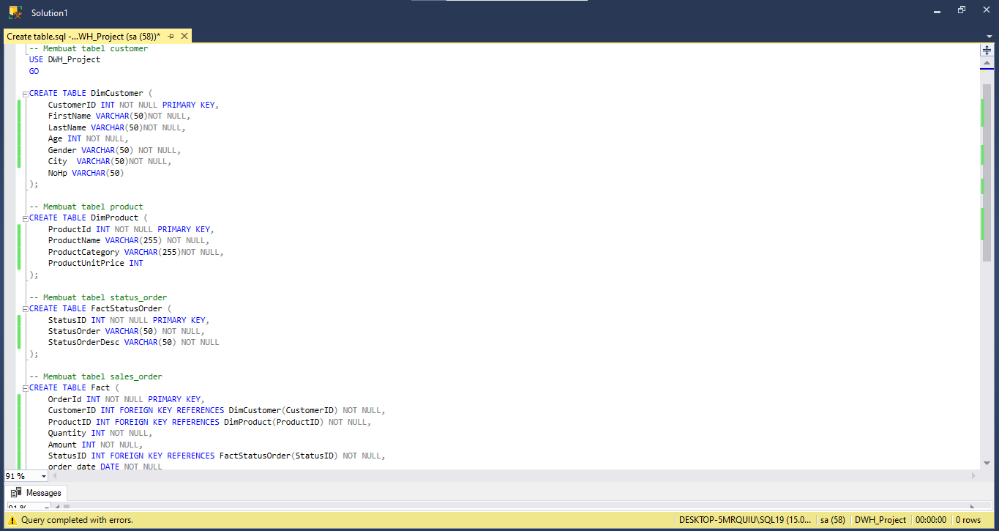 Solution1
Create table.sql -...WH_Project (sa (58))*
-- Membuat tabel customer
USE DWH_Project
GO
CREATE TABLE DimCustomer (
CustomerID INT NOT NULL PRIMARY KEY,
FirstName VARCHAR(50)NOT NULL,
LastName VARCHAR(50)NOT NULL,
Age INT NOT NULL,
Gender VARCHAR(50) NOT NULL,
City  VARCHAR(50)NOT NULL,
NoHp VARCHAR(50)
);
-- Membuat tabel product
CREATE TABLE DimProduct (
ProductId INT NOT NULL PRIMARY KEY,
ProductName VARCHAR(255) NOT NULL,
ProductCategory VARCHAR(255)NOT NULL,
ProductUnitPrice INT
);
-- Membuat tabel status_order
CREATE TABLE FactStatusOrder (
StatusID INT NOT NULL PRIMARY KEY,
StatusOrder VARCHAR(50) NOT NULL,
StatusOrderDesc VARCHAR(50) NOT NULL
);
-- Membuat tabel sales_order
CREATE TABLE Fact (
OrderId INT NOT NULL PRIMARY KEY,
CustomerID INT FOREIGN KEY REFERENCES DimCustomer(CustomerID) NOT NULL,
ProductID INT FOREIGN KEY REFERENCES DimProduct(ProductID) NOT NULL,
Quantity INT NOT NULL,
Amount INT NOT NULL,
StatusID INT FOREIGN KEY REFERENCES FactStatusOrder(StatusID) NOT NULL,
order_date DATE NOT NULL
91 %
Messages
91 %
Query completed with errors.
DESKTOP-5MRQUIU\SQL19 (15.0... sa (58) DWH_Project 00:00:00 0 rows